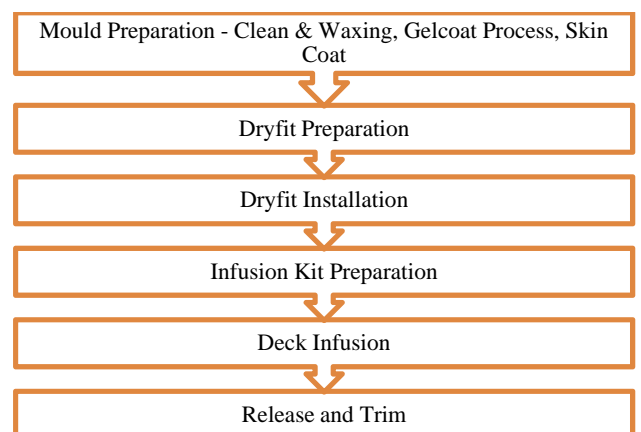 Mould Preparation - Clean & Waxing, Gelcoat Process, Skin
Coat
Dryfit Preparation
Dryfit Installation
Infusion Kit Preparation
Deck Infusion
Release and Trim